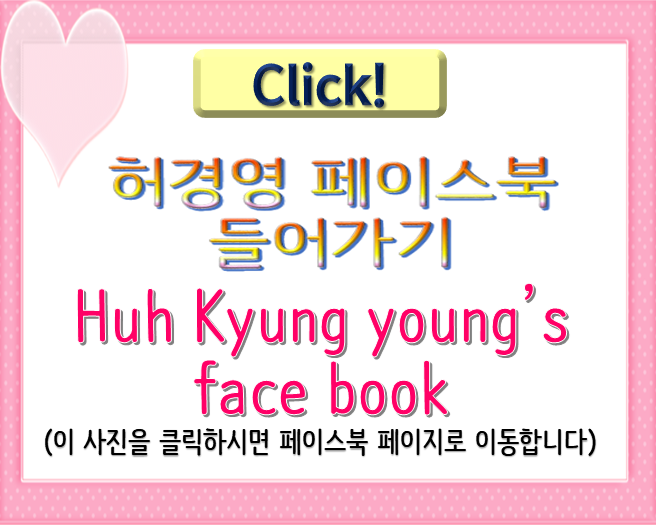 Click!
허경영 페이스북
들어가기
Huh Kyung young’s
face book
(이 사진을 클릭하시면 페이스북 페이지로 이동합니다)